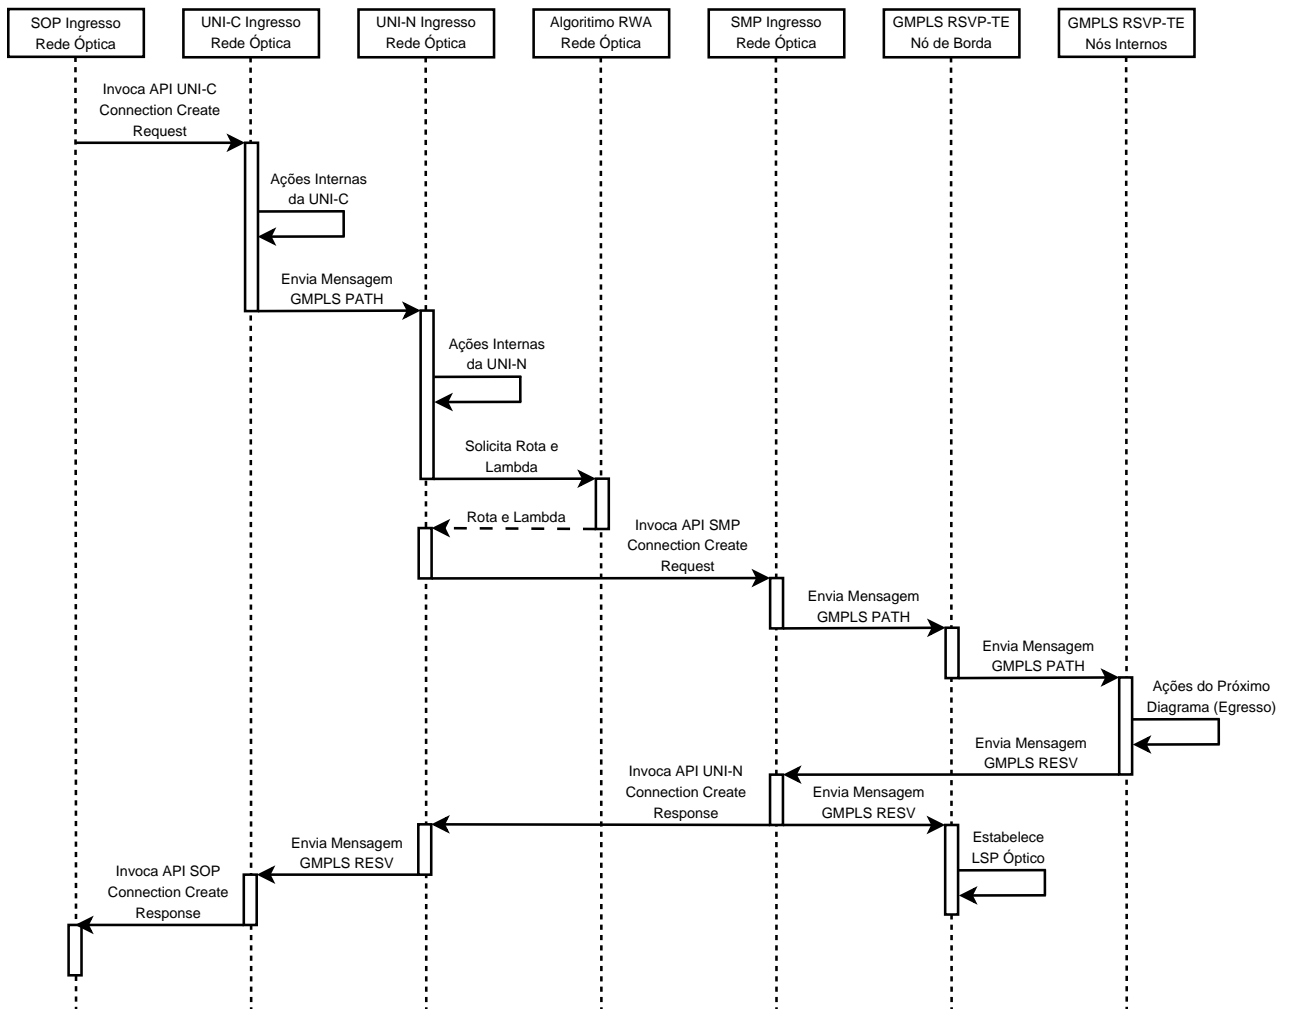 SOP Ingresso
Rede Óptica
UNI-C Ingresso
Rede Óptica
UNI-N Ingresso
Rede Óptica
Algoritimo RWA
Rede Óptica
SMP Ingresso
Rede Óptica
GMPLS RSVP-TE
Nó de Borda
GMPLS RSVP-TE
Nós Internos
Invoca API UNI-C
Connection Create
Request
Ações Internas
da UNI-C
Envia Mensagem
GMPLS PATH
Ações Internas
da UNI-N
Solicita Rota e
Lambda
Rota e Lambda
Invoca API SMP
Connection Create
Request
Envia Mensagem
GMPLS PATH
Envia Mensagem
GMPLS PATH
Ações do Próximo
Diagrama (Egresso)
Envia Mensagem
GMPLS RESV
Invoca API UNI-N
Connection Create
Response
Envia Mensagem
GMPLS RESV
Estabelece
LSP Óptico
Envia Mensagem
GMPLS RESV
Invoca API SOP
Connection Create
Response